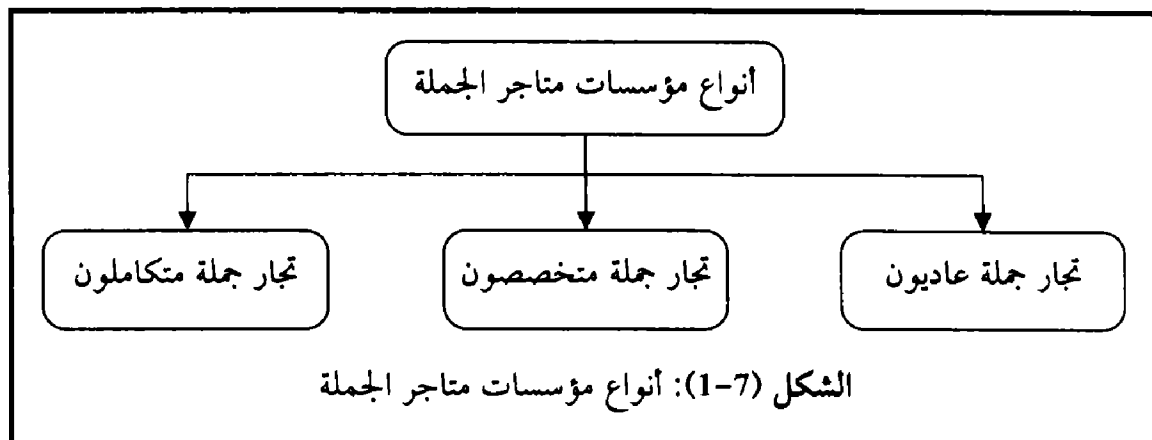 أنواع مؤسسات متاجر الجملة
تجار جملة عاديون
تجار جملة متخصصون
تجار جملة متكاملون
الشكل (7-1): أنواع مؤسسات متاجر الجملة